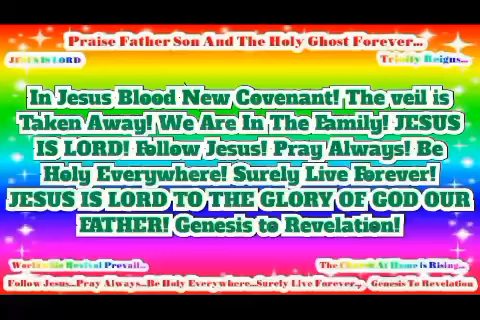 Praise Father Son And The Holy Ghost Forever...
JESUS IS LORD
Trinity Reigns...
In Jesus Blood New Covenant! The veil is
Taken Away! We Are In The Family! JESUS
IS LORD! Follow Jesus! Pray Always! Be
Holy Everywhere! Surely Live Forever!
JESUS IS LORD TO THE GLORY OF GOD OUR
FATHER! Genesis to Revelation!
Worldwide Revival Prevail...
The Church At Home is Rising...
Follow Jesus...Pray Always...Be Holy Everywhere...Surely Live Forever...
Genesis To Revelation